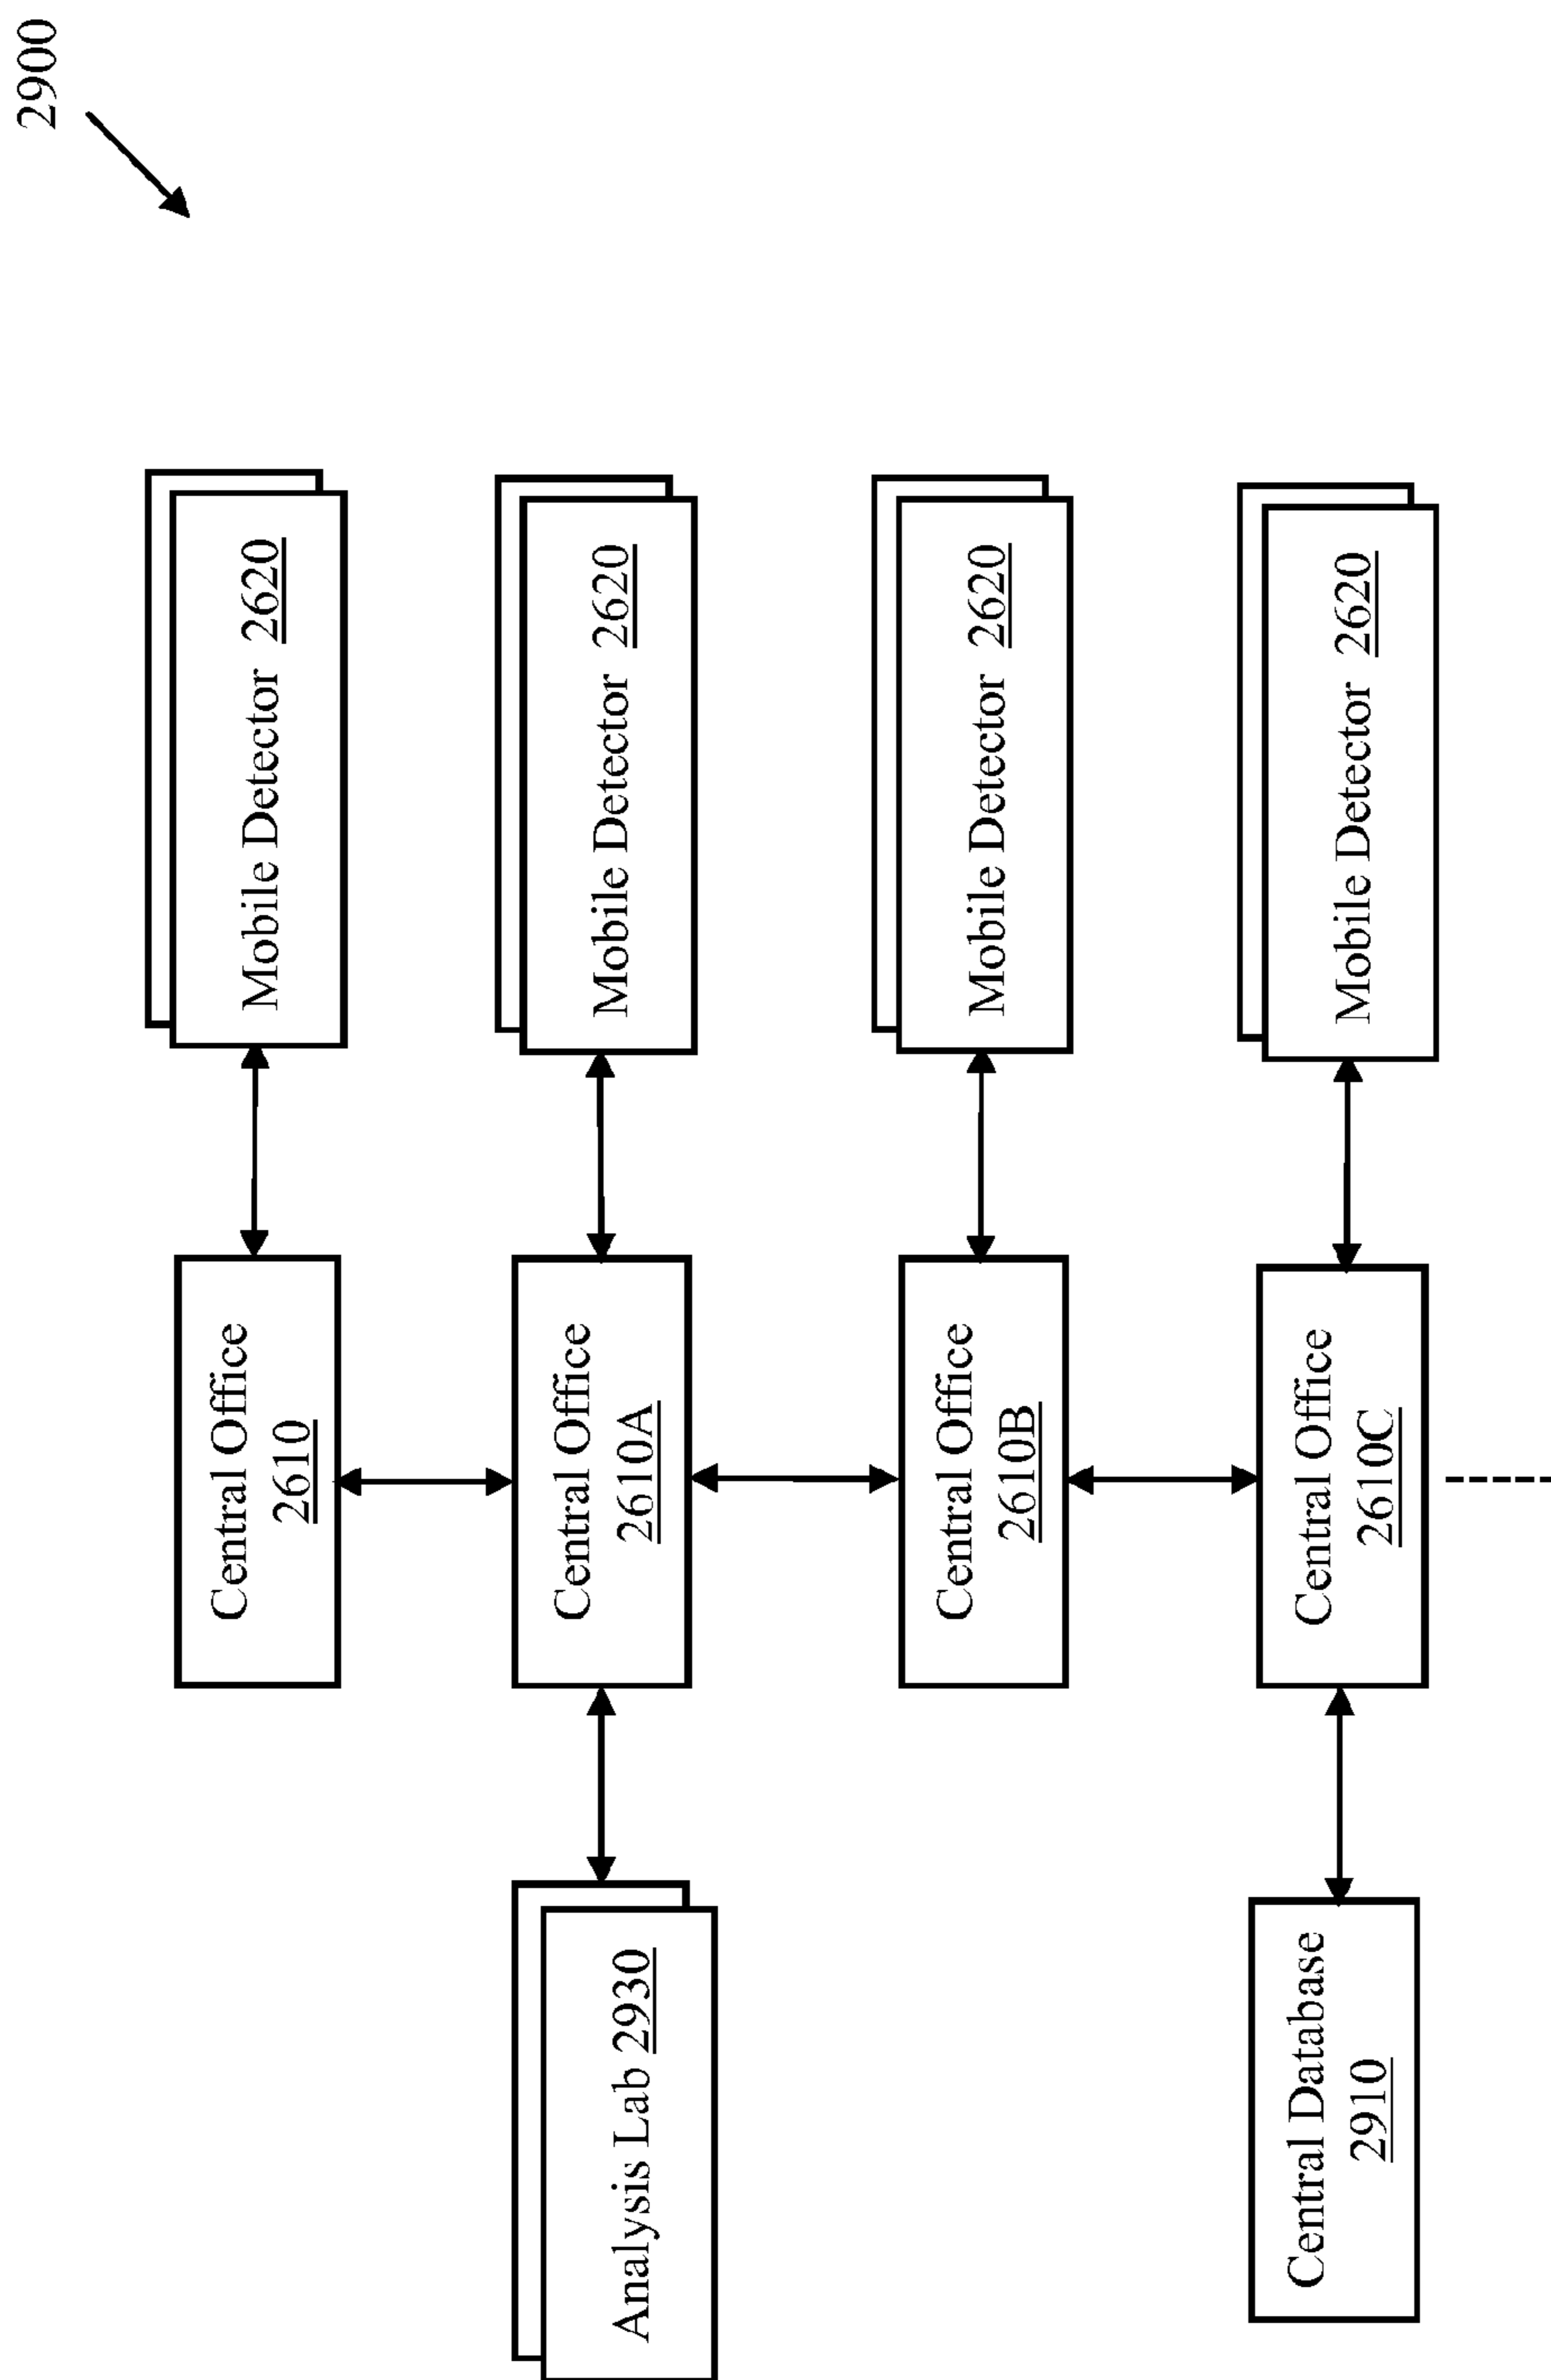 2900
Central Office
2610
Mobile Detector 2620
Analysis Lab 2930
Central Office
2610A
Mobile Detector 2620
Central Office
2610B
Mobile Detector 2620
Central Database
2910
Central Office
2610C
Mobile Detector 2620